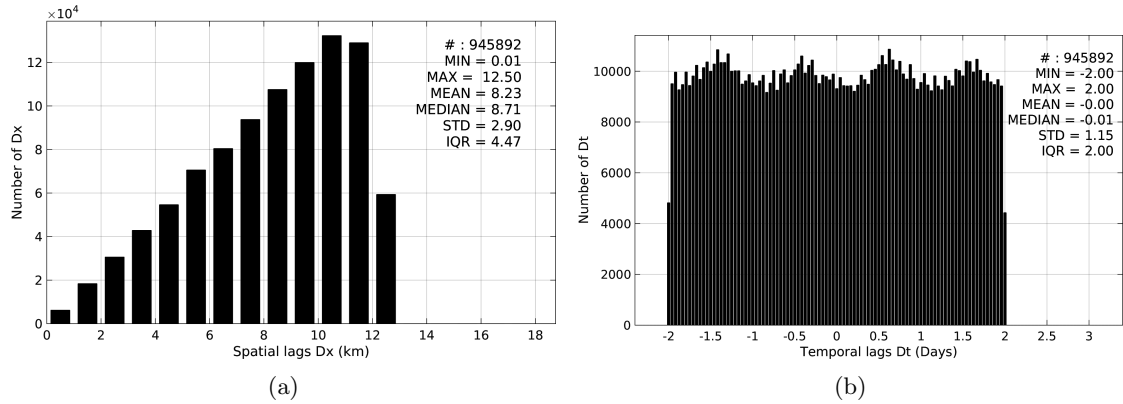 ×10⁴
# : 945892
MIN = 0.01
MAX = 12.50
MEAN = 8.23
MEDIAN = 8.71
STD = 2.90
IQR = 4.47
12
10
8
6
4
2
0
Number of Dx
0 2 4 6 8 10 12 14 16 18
Spatial lags Dx (km)
(a)
# : 945892
MIN = -2.00
MAX = 2.00
MEAN = -0.00
MEDIAN = -0.01
STD = 1.15
IQR = 2.00
10000
8000
6000
4000
2000
0
Number of Dt
-2 -1.5 -1 -0.5 0 0.5 1 1.5 2 2.5 3
Temporal lags Dt (Days)
(b)